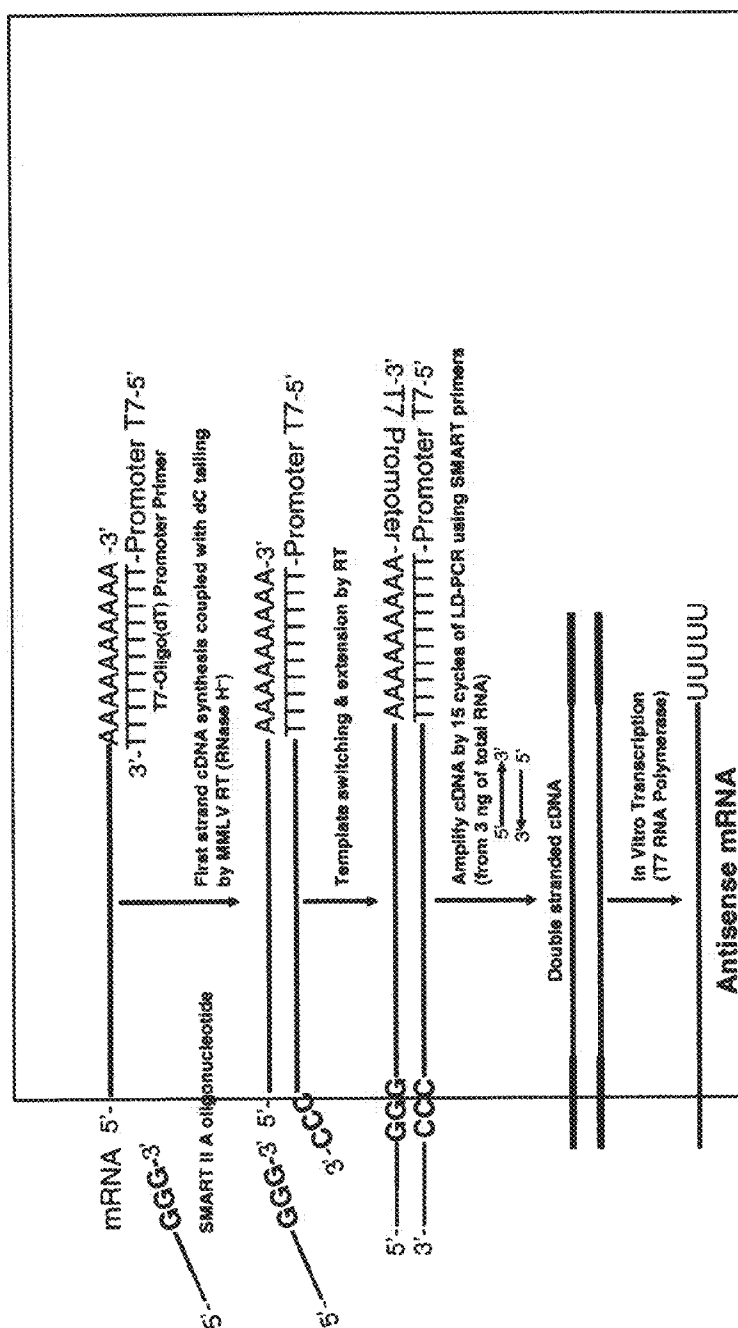 mRNA 5'-AAAAAAAAAA -3'
3'-TTTTTTTTTTT-Promoter T7-5'
T7-Oligo(dT) Promoter Primer
5'-GGG-3'
SMART II A oligonucleotide
First strand cDNA synthesis coupled with dC tailing
by MMLV RT (RNase H⁻)
5'-GGG-3' 5'-AAAAAAAAAA-3'
3'-CCC TTTTTTTTTTT-Promoter T7-5'
Template switching & extension by RT
5'-GGG AAAAAAAAAA-T7 Promoter-3'
3'-CCC TTTTTTTTTTT-Promoter T7-5'
Amplify cDNA by 15 cycles of LD-PCR using SMART primers
(from 3 ng of total RNA)
5' 3'
3' 5'
Double stranded cDNA
In Vitro Transcription
(T7 RNA Polymerase)
UUUUU
Antisense mRNA